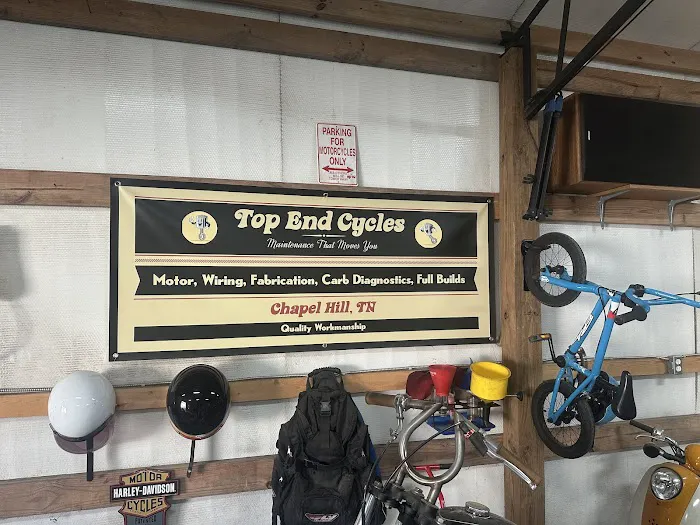 PARKING
FOR
MOTORCYCLES
ONLY
Top End Cycles
Maintenance That Moves You
Motor, Wiring, Fabrication, Carb Diagnostics, Full Builds
Chapel Hill, TN
Quality Workmanship
MOTOR
HARLEY-DAVIDSON
CYCLES
FLY